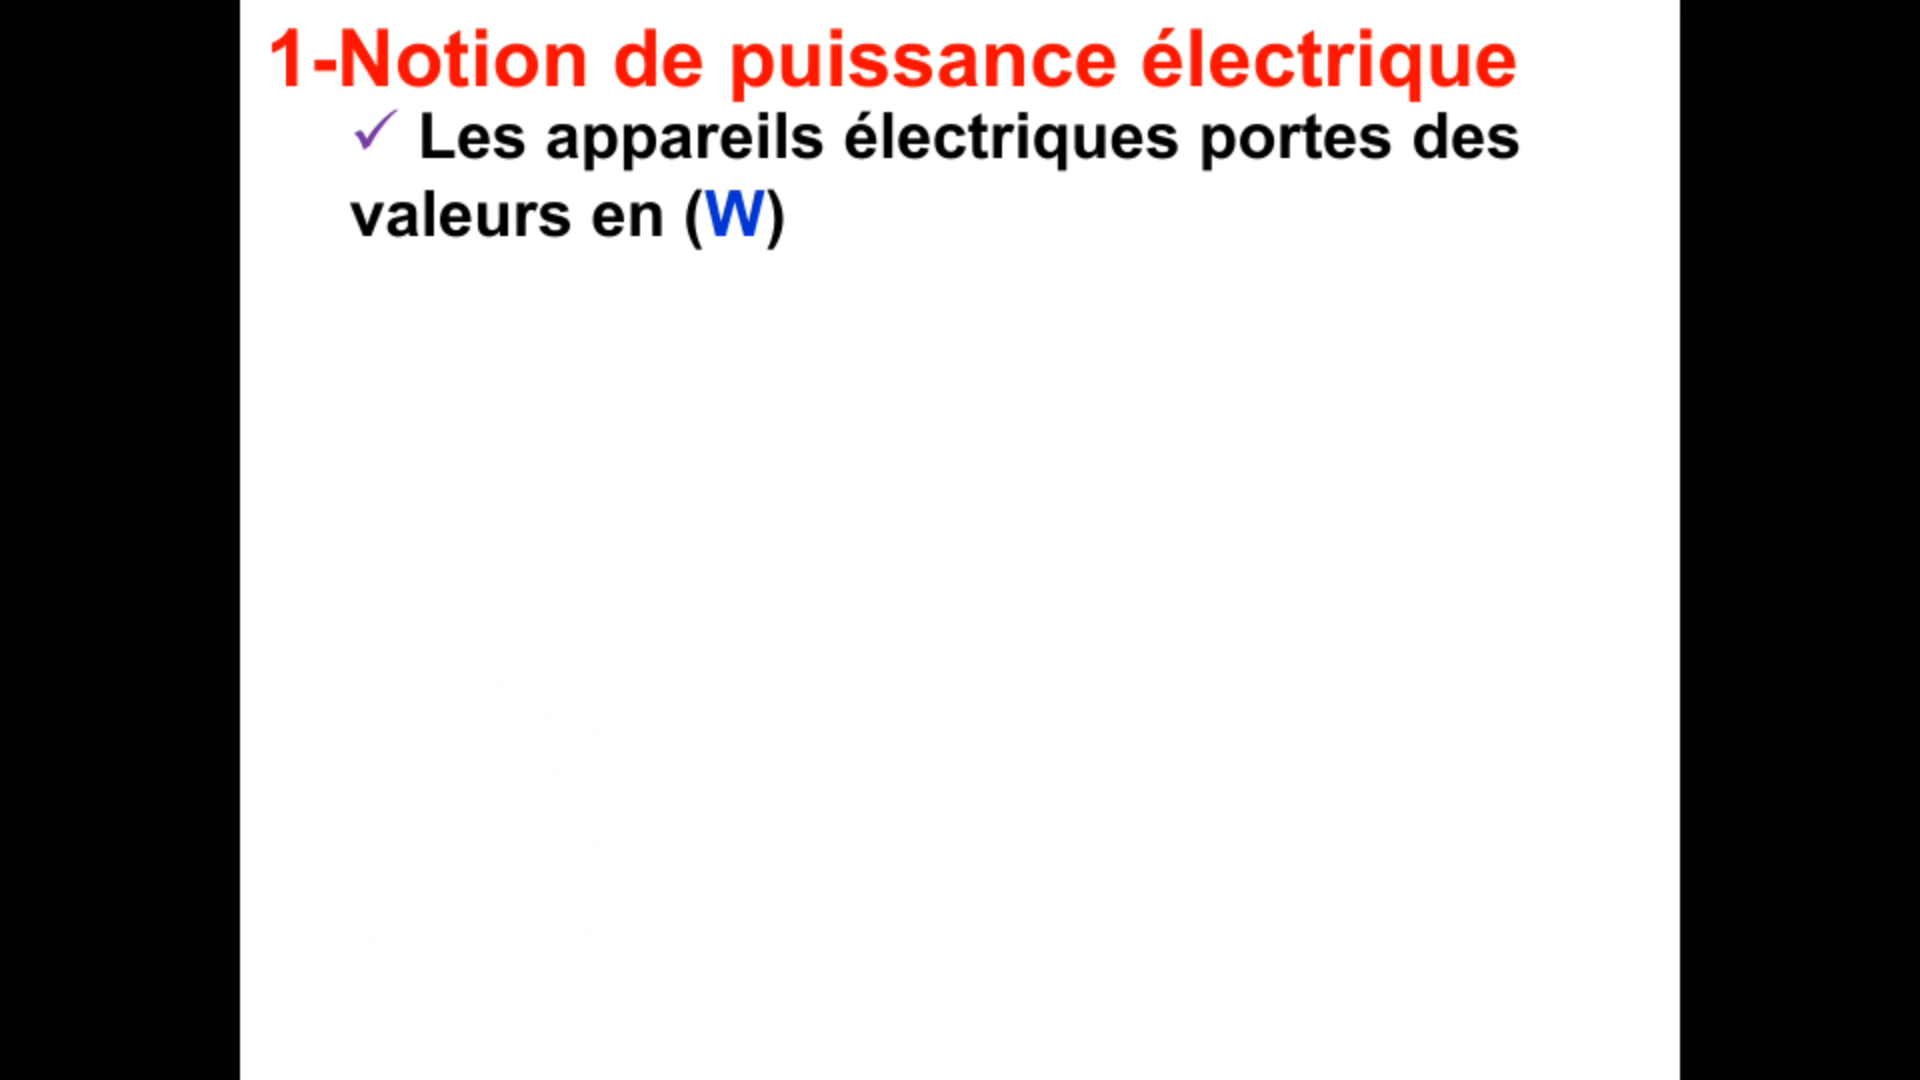 1-Notion de puissance électrique
✓ Les appareils électriques portes des
valeurs en (W)